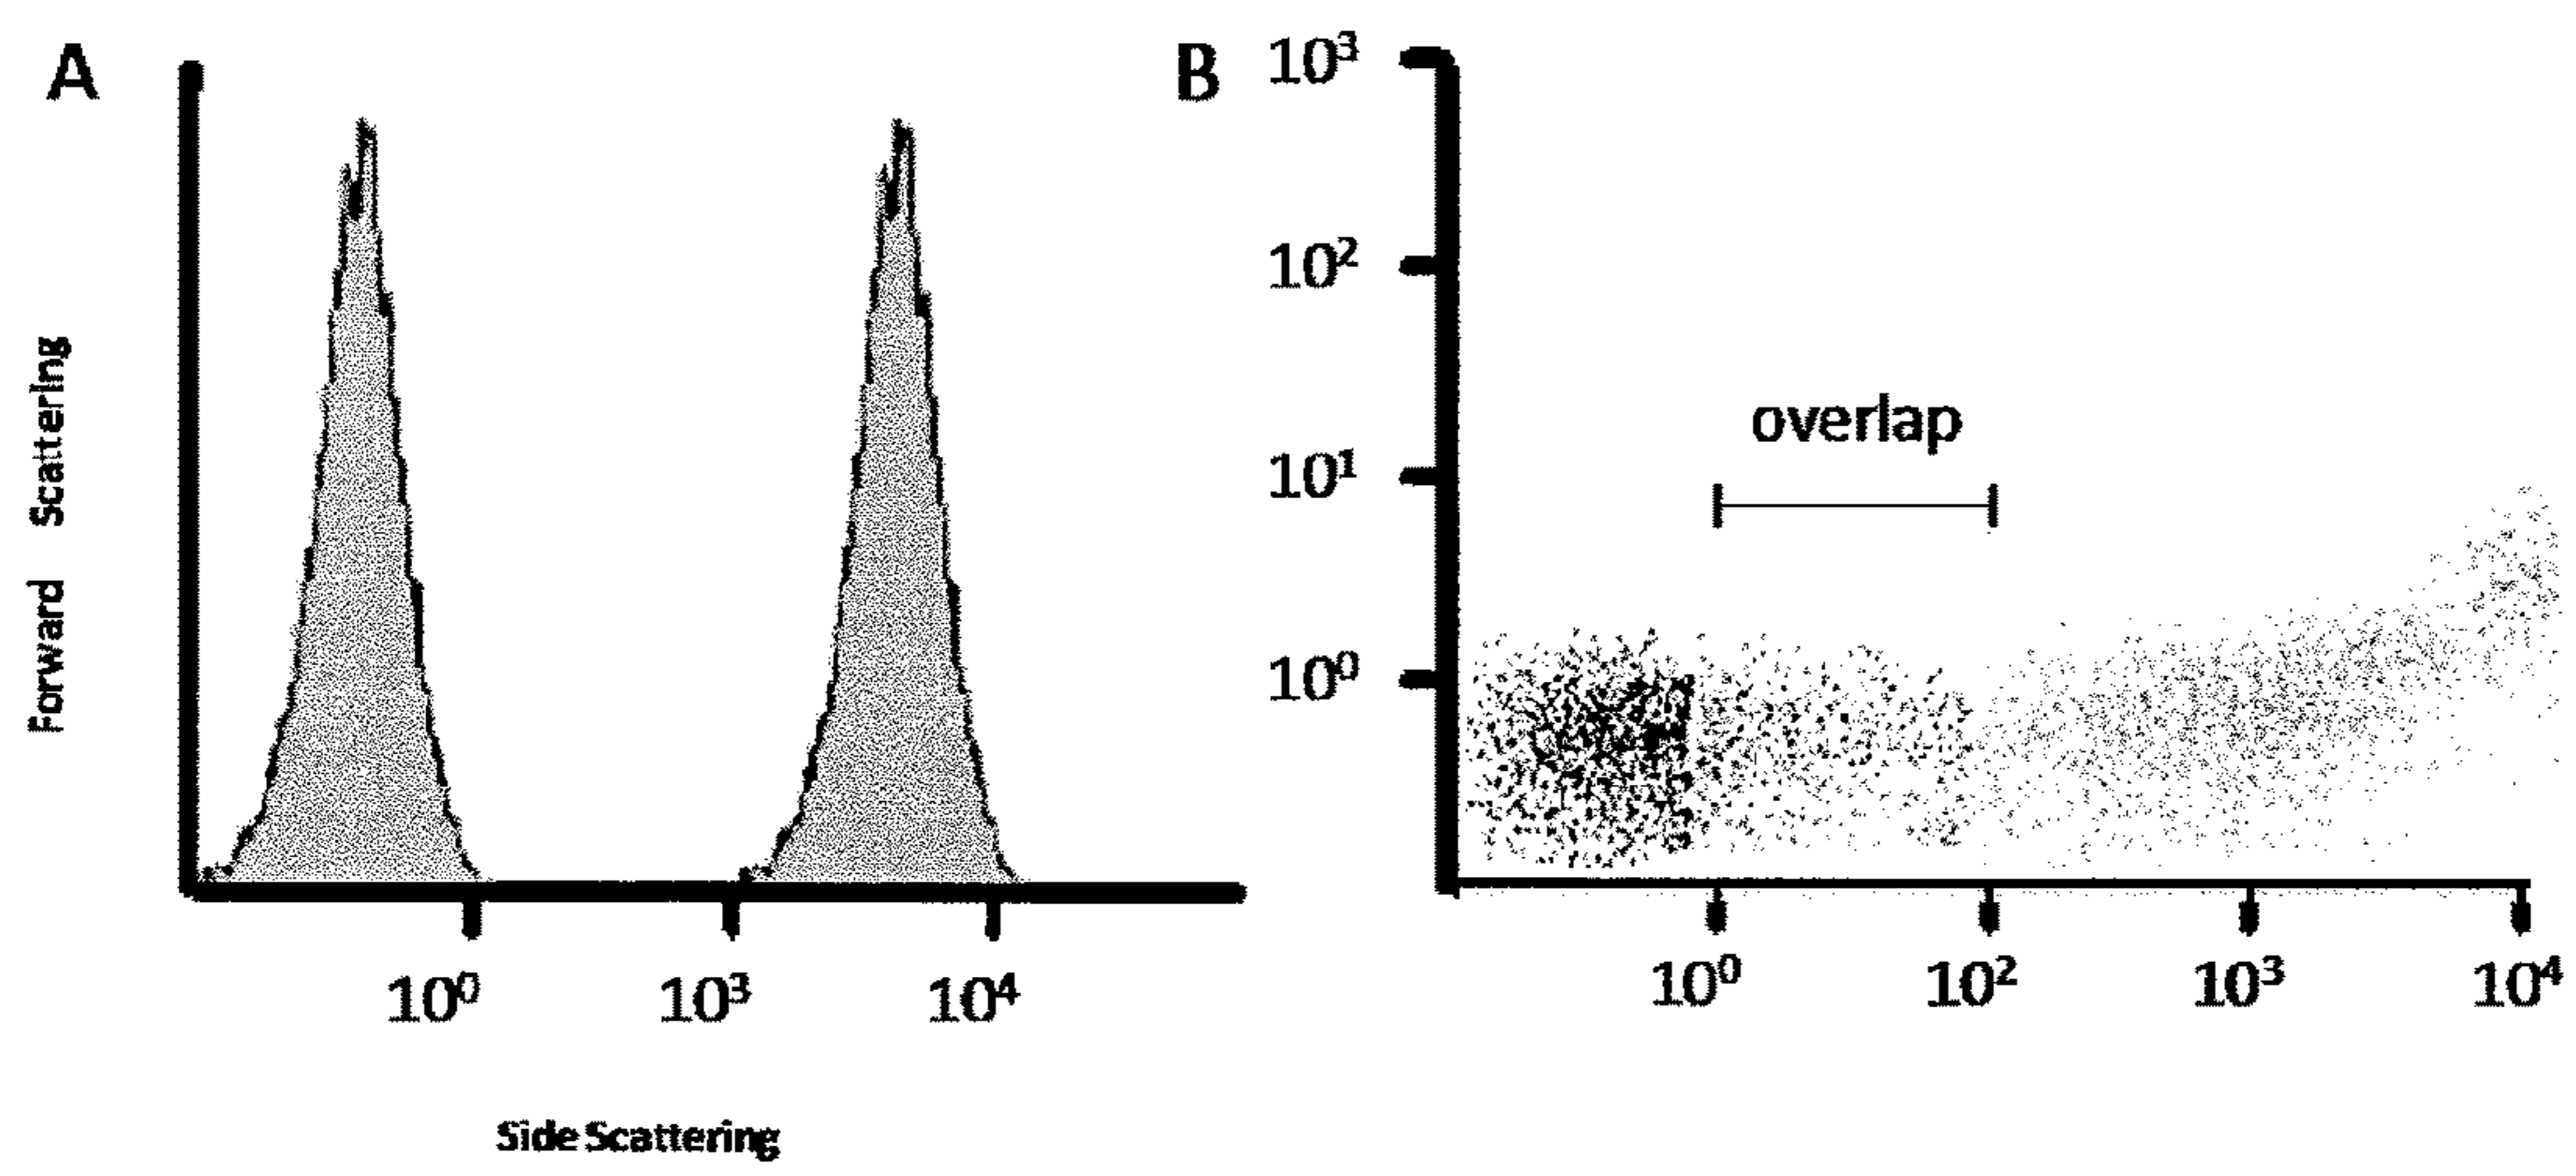 A
Forward Scattering
10⁰ 10³ 10⁴
Side Scattering
B
10³
10²
10¹
10⁰
overlap
10⁰ 10² 10³ 10⁴